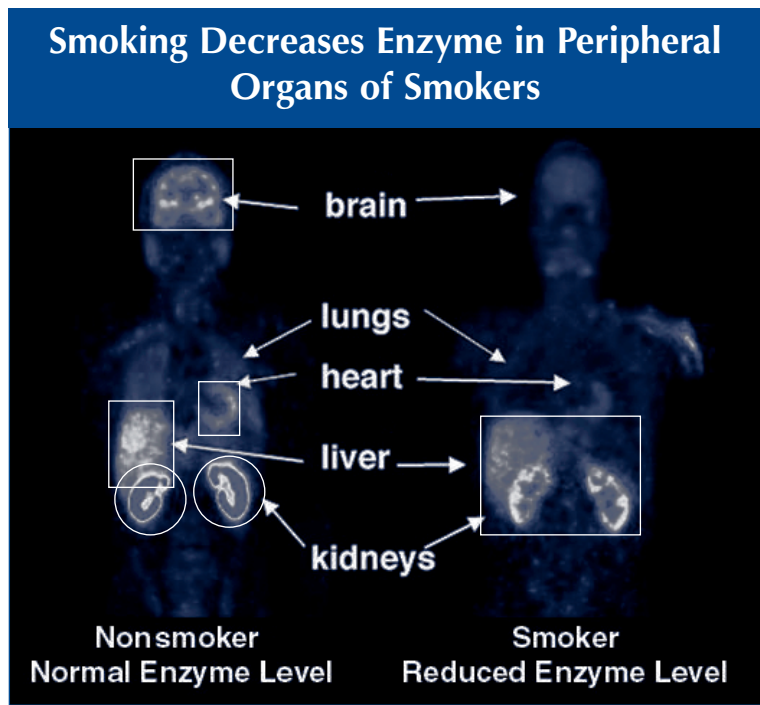 Smoking Decreases Enzyme in Peripheral
Organs of Smokers
brain
lungs
heart
liver
kidneys
Nonsmoker
Normal Enzyme Level
Smoker
Reduced Enzyme Level